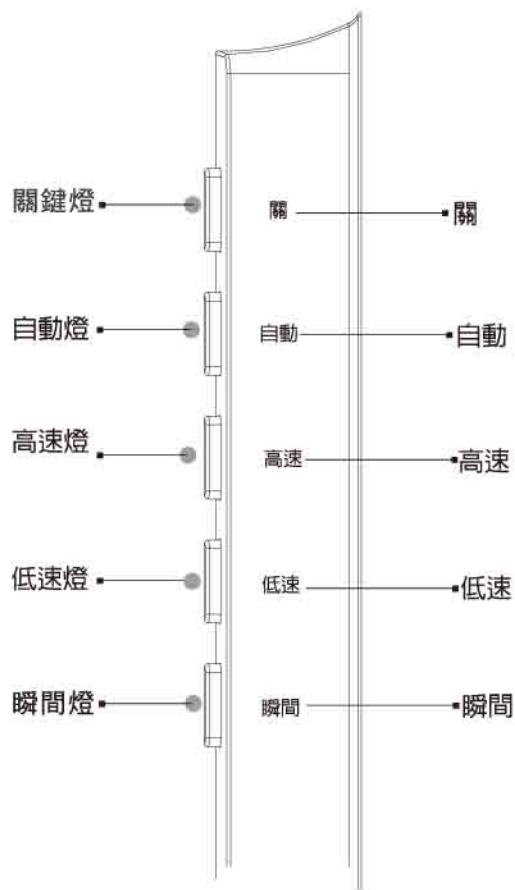 關鍵燈 關 關
自動燈 自動 自動
高速燈 高速 高速
低速燈 低速 低速
瞬間燈 瞬間 瞬間